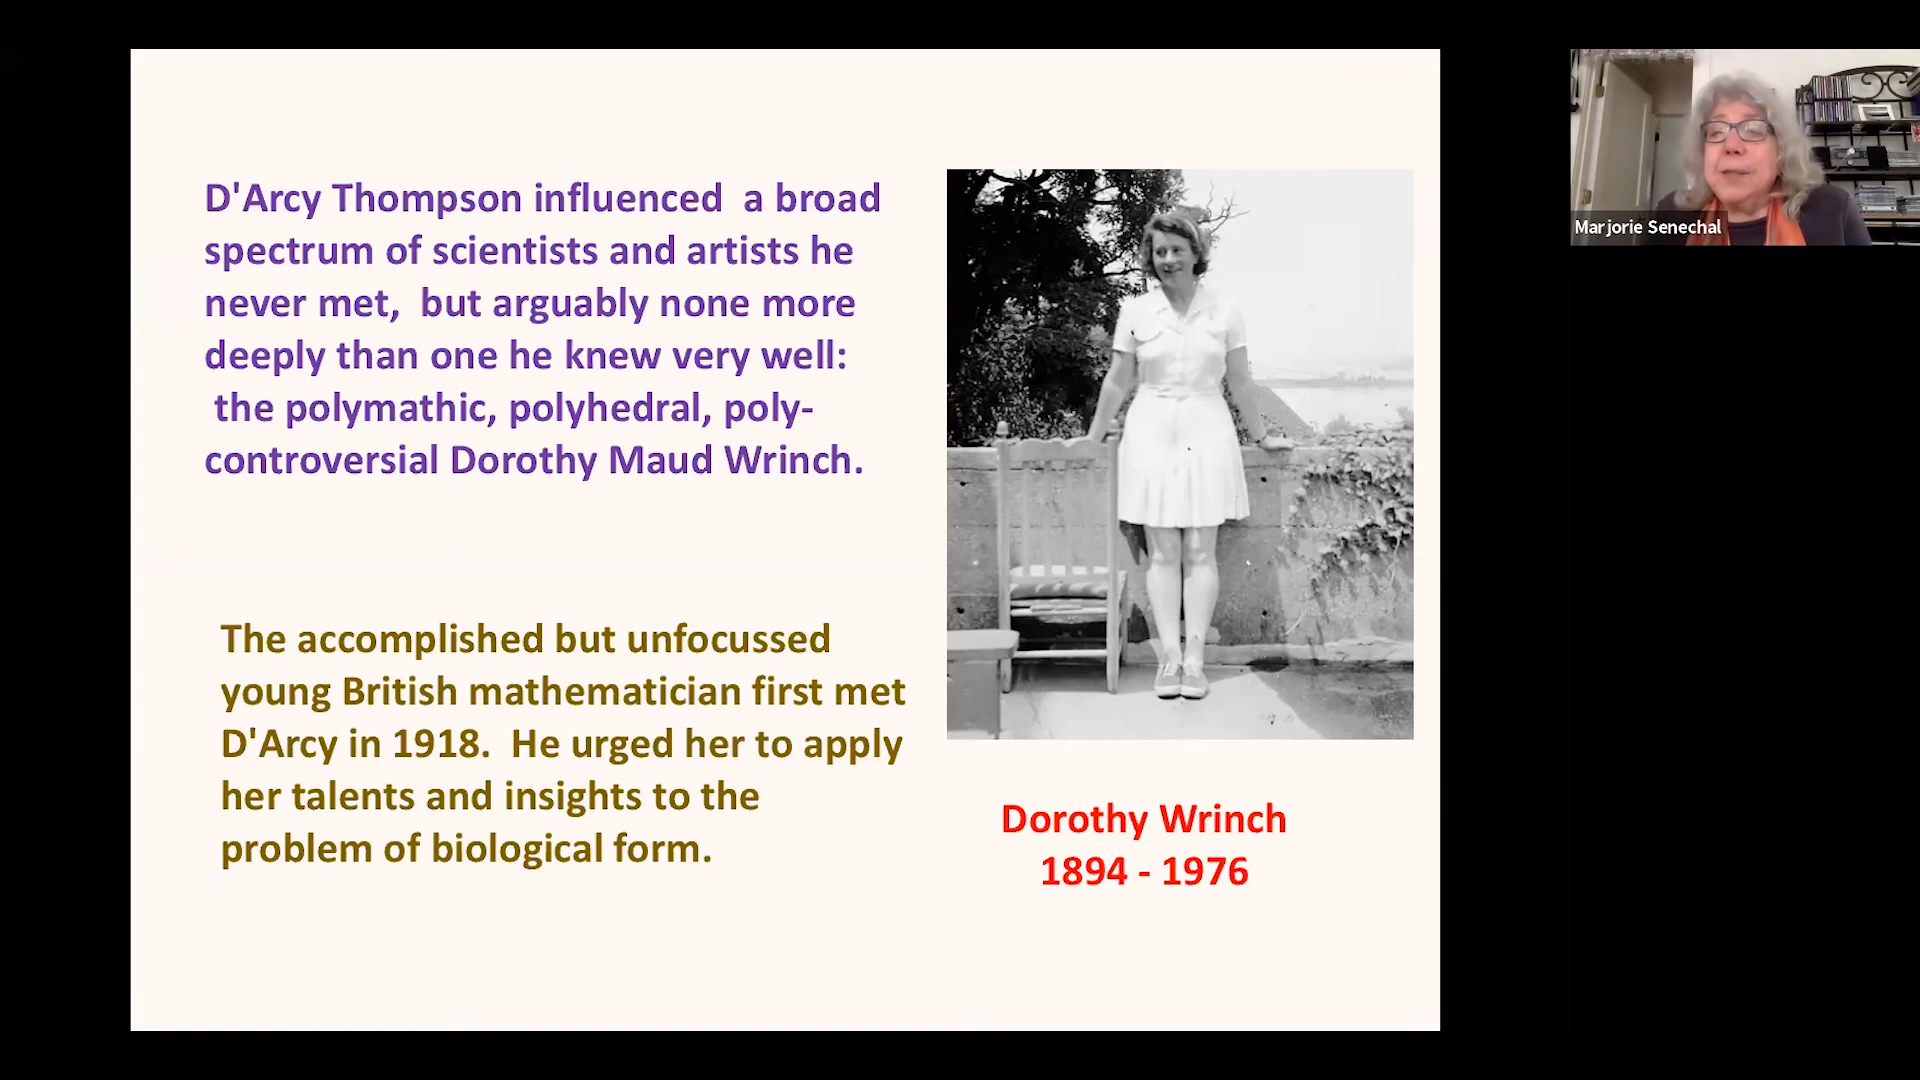 D'Arcy Thompson influenced  a broad
spectrum of scientists and artists he
never met,  but arguably none more
deeply than one he knew very well:
the polymathic, polyhedral, poly-
controversial Dorothy Maud Wrinch.
The accomplished but unfocussed
young British mathematician first met
D'Arcy in 1918.  He urged her to apply
her talents and insights to the
problem of biological form.
Dorothy Wrinch
1894 - 1976
Marjorie Senechal